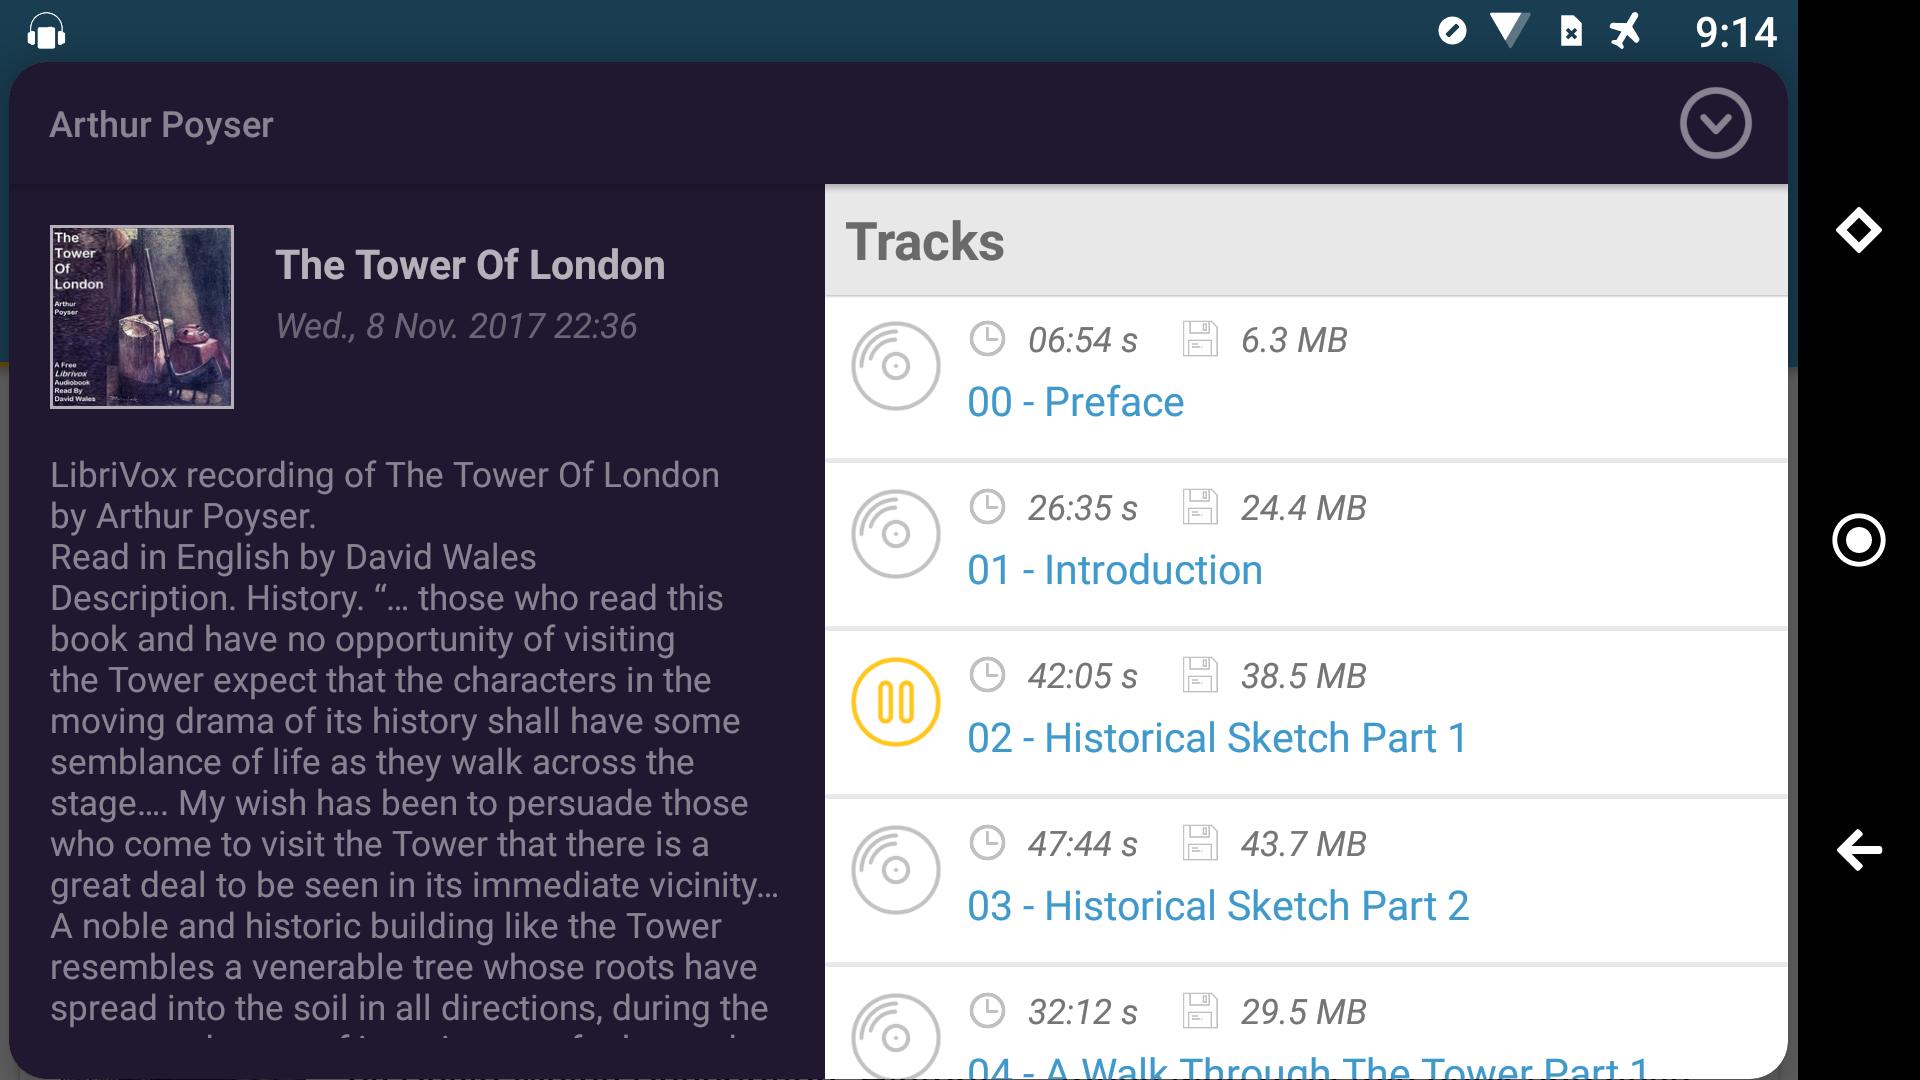 9:14
Arthur Poyser
The
Tower
Of
London
Arthur
Poyser
A Free
Librivox
Audiobook
Read By
David Wales
The Tower Of London
Wed., 8 Nov. 2017 22:36
LibriVox recording of The Tower Of London
by Arthur Poyser.
Read in English by David Wales
Description. History. “… those who read this
book and have no opportunity of visiting
the Tower expect that the characters in the
moving drama of its history shall have some
semblance of life as they walk across the
stage…. My wish has been to persuade those
who come to visit the Tower that there is a
great deal to be seen in its immediate vicinity…
A noble and historic building like the Tower
resembles a venerable tree whose roots have
spread into the soil in all directions, during the
Tracks
06:54 s 6.3 MB
00 - Preface
26:35 s 24.4 MB
01 - Introduction
42:05 s 38.5 MB
02 - Historical Sketch Part 1
47:44 s 43.7 MB
03 - Historical Sketch Part 2
32:12 s 29.5 MB
04 - A Walk Through The Tower Part 1